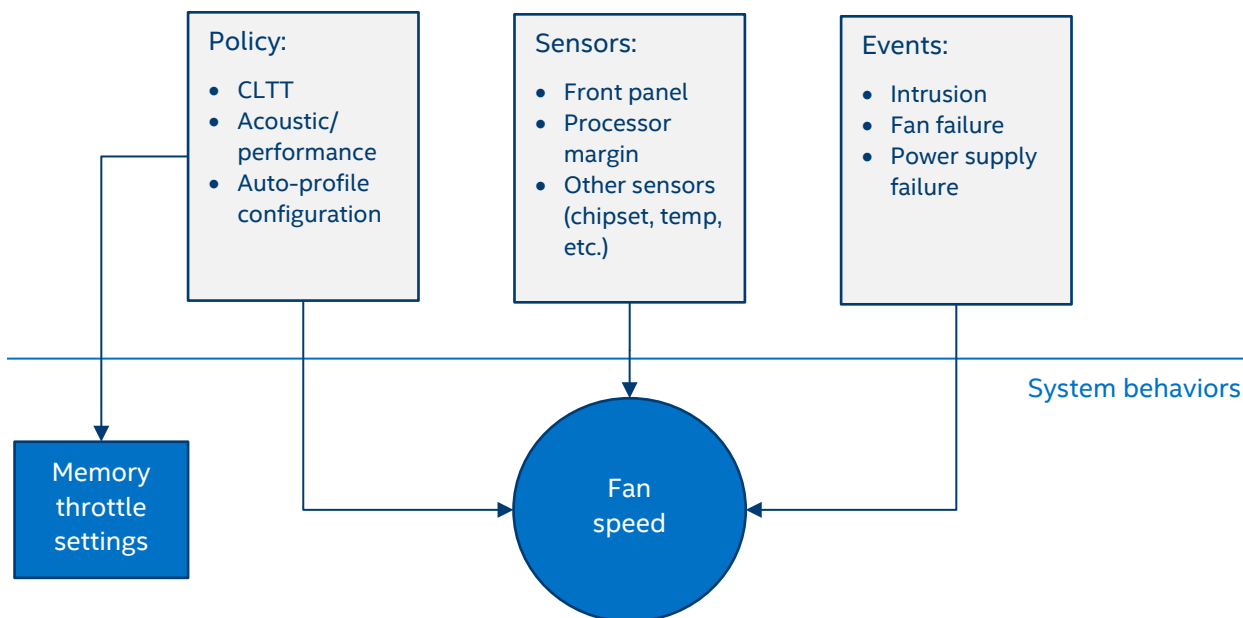 Policy:
• CLTT
• Acoustic/
performance
• Auto-profile
configuration
Sensors:
• Front panel
• Processor
margin
• Other sensors
(chipset, temp,
etc.)
Events:
• Intrusion
• Fan failure
• Power supply
failure
System behaviors
Memory
throttle
settings
Fan
speed